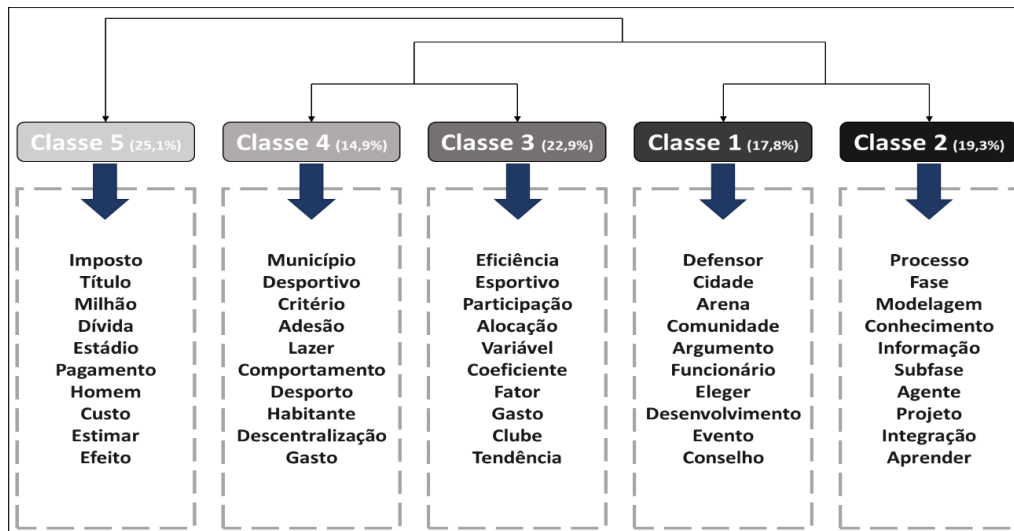 Classe 5 (25,1%)
Imposto
Título
Milhão
Dívida
Estádio
Pagamento
Homem
Custo
Estimar
Efeito
Classe 4 (14,9%)
Município
Desportivo
Critério
Adesão
Lazer
Comportamento
Desporto
Habitante
Descentralização
Gasto
Classe 3 (22,9%)
Eficiência
Esportivo
Participação
Alocação
Variável
Coeficiente
Fator
Gasto
Clube
Tendência
Classe 1 (17,8%)
Defensor
Cidade
Arena
Comunidade
Argumento
Funcionário
Eleger
Desenvolvimento
Evento
Conselho
Classe 2 (19,3%)
Processo
Fase
Modelagem
Conhecimento
Informação
Subfase
Agente
Projeto
Integração
Aprender